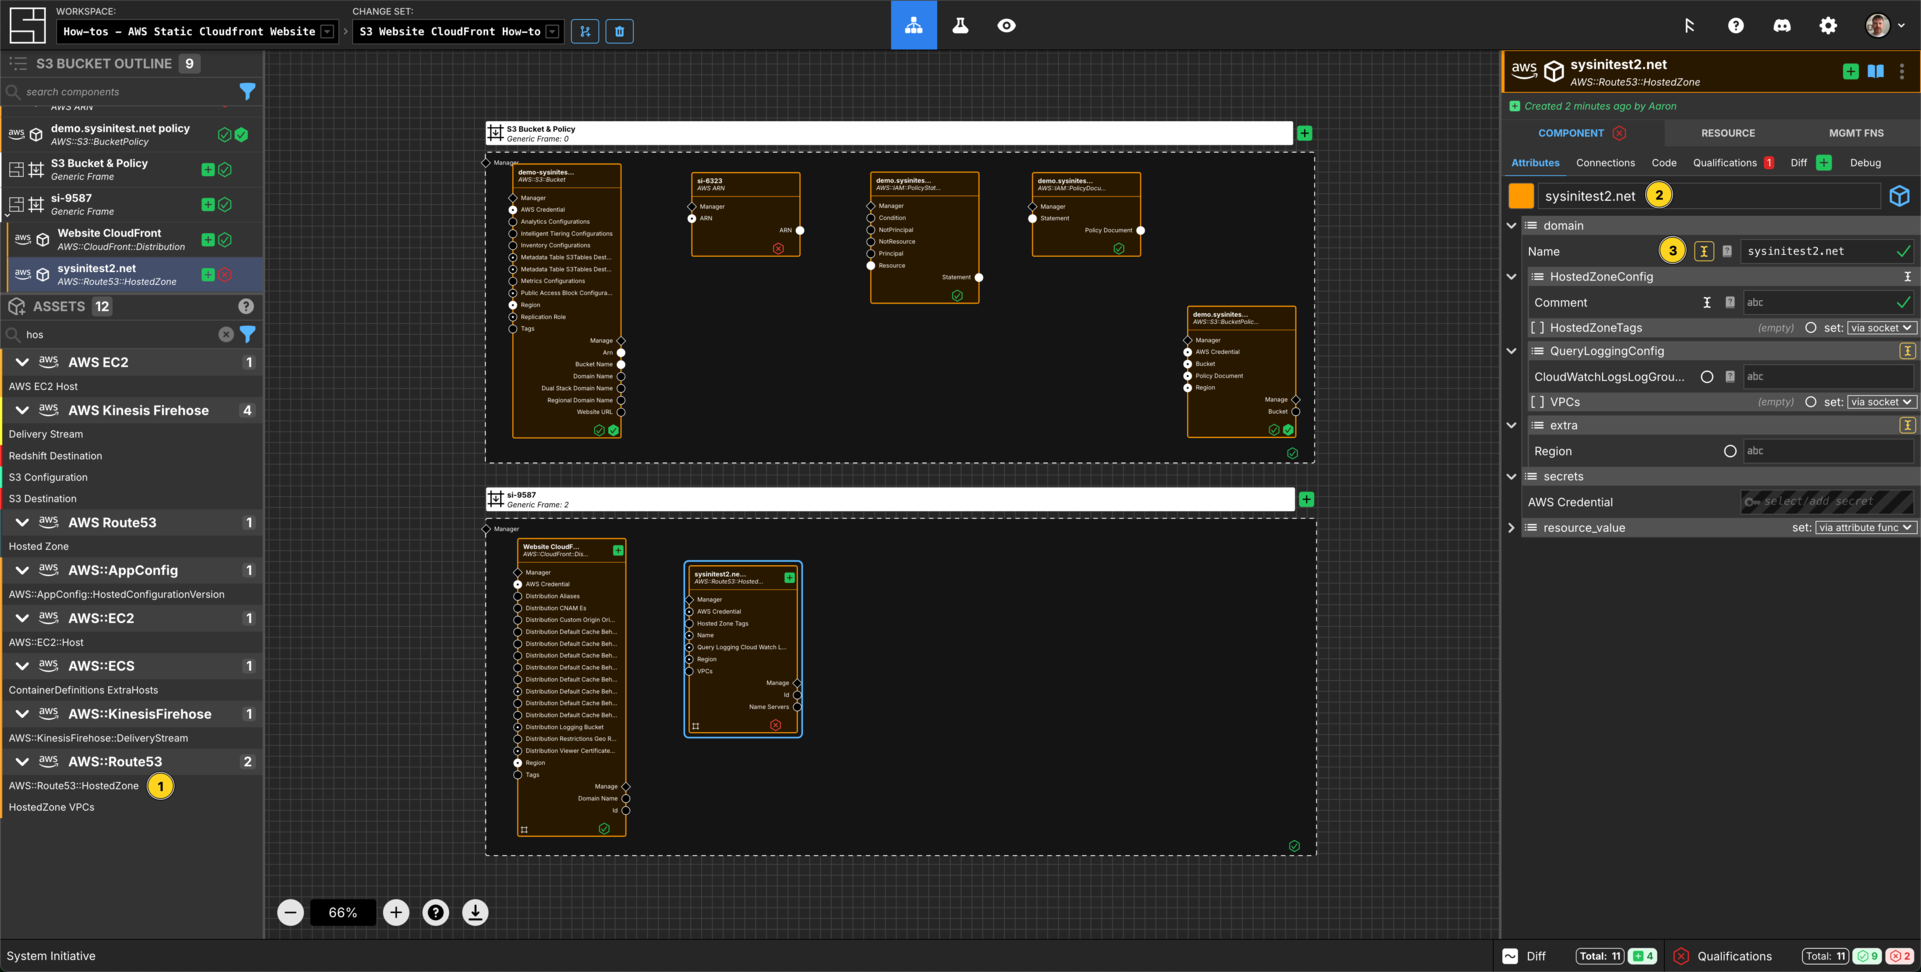 WORKSPACE:
How-tos - AWS Static Cloudfront Website
CHANGE SET:
S3 Website CloudFront How-to
S3 BUCKET OUTLINE 9
search components
AWS ARN
demo.sysinitest.net policy
AWS::S3::BucketPolicy
S3 Bucket & Policy
Generic Frame
si-9587
Generic Frame
Website CloudFront
AWS::CloudFront::Distribution
sysinitest2.net
AWS::Route53::HostedZone
ASSETS 12
hos
AWS EC2 1
AWS EC2 Host
AWS Kinesis Firehose 4
Delivery Stream
Redshift Destination
S3 Configuration
S3 Destination
AWS Route53 1
Hosted Zone
AWS::AppConfig 1
AWS::AppConfig::HostedConfigurationVersion
AWS::EC2 1
AWS::EC2::Host
AWS::ECS 1
ContainerDefinitions ExtraHosts
AWS::KinesisFirehose 1
AWS::KinesisFirehose::DeliveryStream
AWS::Route53 2
AWS::Route53::HostedZone 1
HostedZone VPCs
S3 Bucket & Policy
Generic Frame: 0
Manager
demo-sysinites...
AWS::S3::Bucket
Manager
AWS Credential
Analytics Configurations
Intelligent Tiering Configurations
Inventory Configurations
Metadata Table S3Tables Dest...
Metadata Table S3Tables Dest...
Metrics Configurations
Public Access Block Configura...
Region
Replication Role
Tags
Manage
Arn
Bucket Name
Domain Name
Dual Stack Domain Name
Regional Domain Name
Website URL
si-6323
AWS ARN
Manager
ARN
ARN
demo.sysinites...
AWS::IAM::PolicyStat...
Manager
Condition
NotPrincipal
NotResource
Principal
Resource
Statement
demo.sysinites...
AWS::IAM::PolicyDocu...
Manager
Statement
Policy Document
demo.sysinites...
AWS::S3::BucketPolic...
Manager
AWS Credential
Bucket
Policy Document
Region
Manage
Bucket
si-9587
Generic Frame: 2
Manager
Website CloudF...
AWS::CloudFront::Dis...
Manager
AWS Credential
Distribution Aliases
Distribution CNAM Es
Distribution Custom Origin Ori...
Distribution Default Cache Beh...
Distribution Default Cache Beh...
Distribution Default Cache Beh...
Distribution Default Cache Beh...
Distribution Default Cache Beh...
Distribution Default Cache Beh...
Distribution Default Cache Beh...
Distribution Default Cache Beh...
Distribution Logging Bucket
Distribution Restrictions Geo R...
Distribution Viewer Certificate...
Region
Tags
Manage
Domain Name
Id
sysinitest2.ne...
AWS::Route53::Hosted...
Manager
AWS Credential
Hosted Zone Tags
Name
Query Logging Cloud Watch L...
Region
VPCs
Manage
Id
Name Servers
66%
aws sysinitest2.net
AWS::Route53::HostedZone
Created 2 minutes ago by Aaron
COMPONENT RESOURCE MGMT FNS
Attributes Connections Code Qualifications 1 Diff Debug
sysinitest2.net 2
domain
Name 3 sysinitest2.net
HostedZoneConfig
Comment abc
[ ] HostedZoneTags (empty) set: via socket
QueryLoggingConfig
CloudWatchLogsLogGrou... abc
[ ] VPCs (empty) set: via socket
extra
Region abc
secrets
AWS Credential select/add secret
resource_value set: via attribute func
System Initiative
Diff Total: 11 4 Qualifications Total: 11 9 2